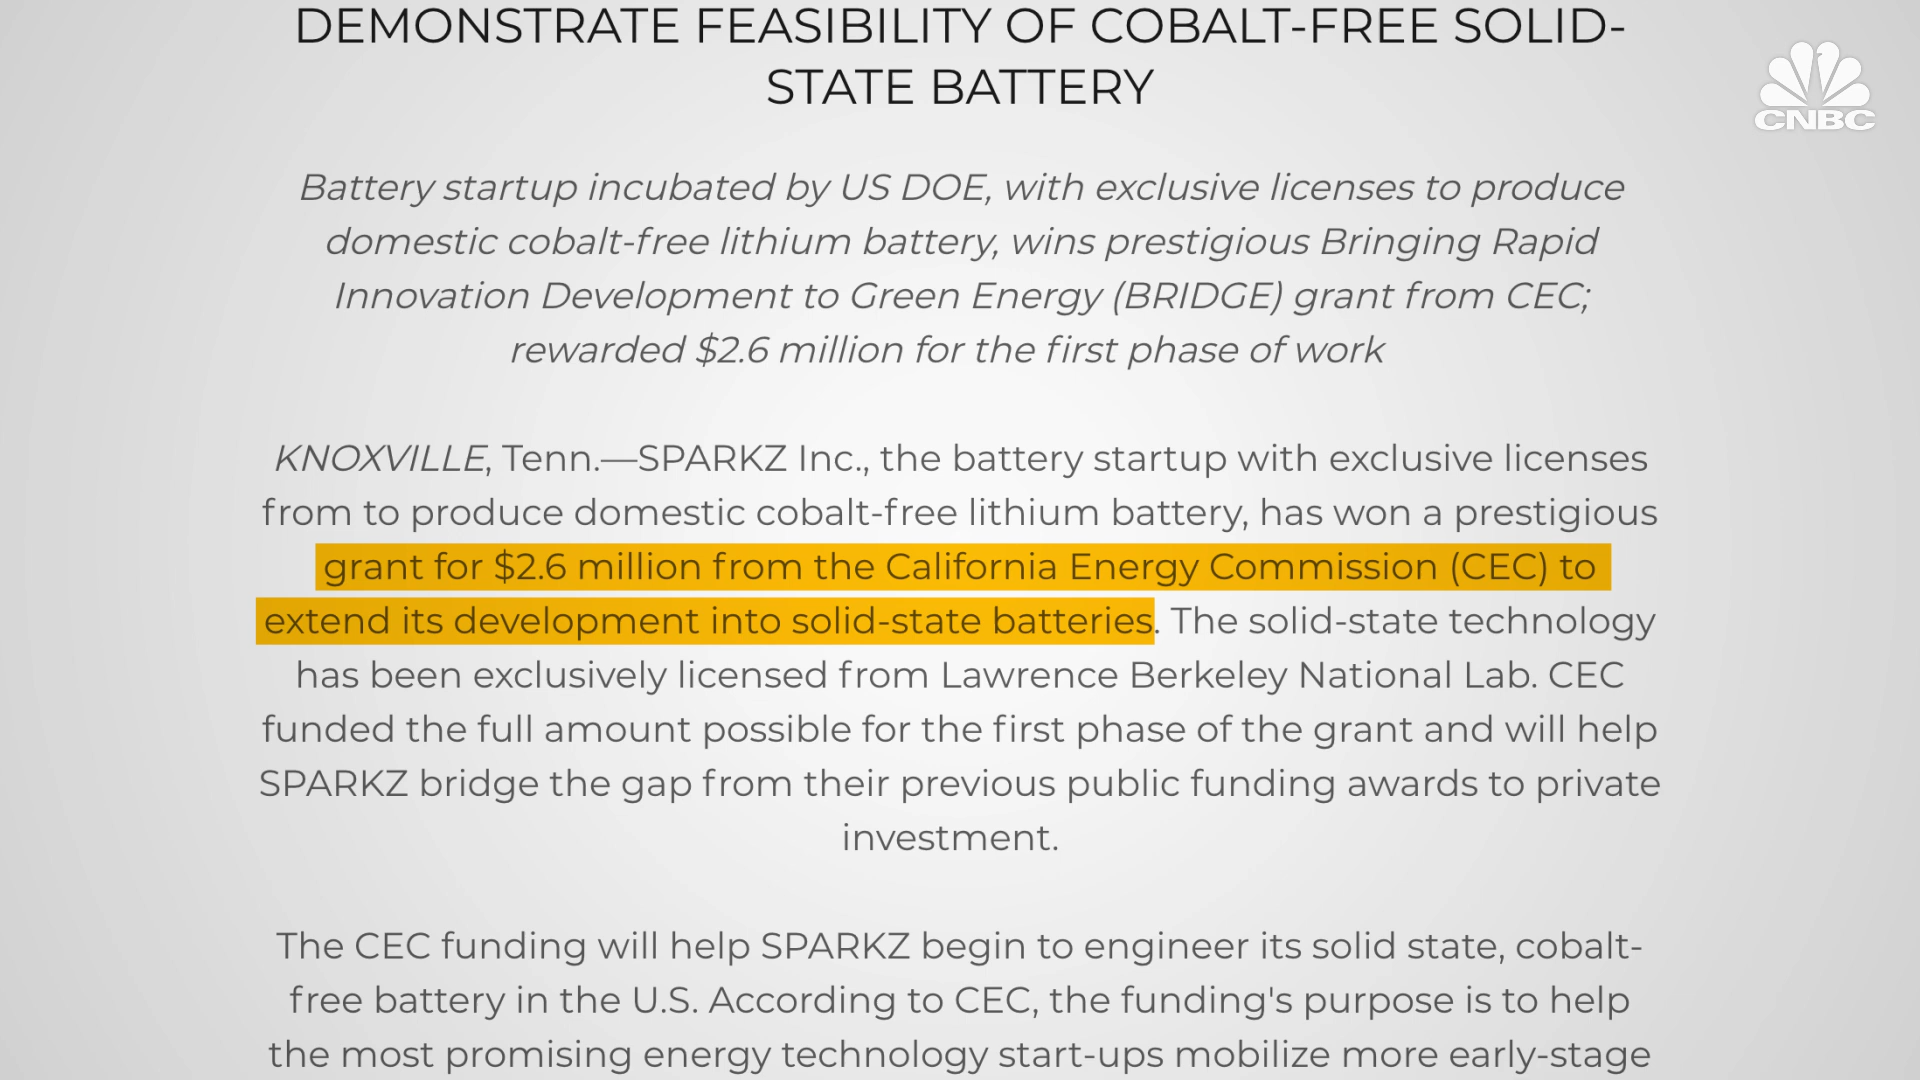 DEMONSTRATE FEASIBILITY OF COBALT-FREE SOLID-
STATE BATTERY
CNBC
Battery startup incubated by US DOE, with exclusive licenses to produce
domestic cobalt-free lithium battery, wins prestigious Bringing Rapid
Innovation Development to Green Energy (BRIDGE) grant from CEC;
rewarded $2.6 million for the first phase of work
KNOXVILLE, Tenn.—SPARKZ Inc., the battery startup with exclusive licenses
from to produce domestic cobalt-free lithium battery, has won a prestigious
grant for $2.6 million from the California Energy Commission (CEC) to
extend its development into solid-state batteries. The solid-state technology
has been exclusively licensed from Lawrence Berkeley National Lab. CEC
funded the full amount possible for the first phase of the grant and will help
SPARKZ bridge the gap from their previous public funding awards to private
investment.
The CEC funding will help SPARKZ begin to engineer its solid state, cobalt-
free battery in the U.S. According to CEC, the funding's purpose is to help
the most promising energy technology start-ups mobilize more early-stage